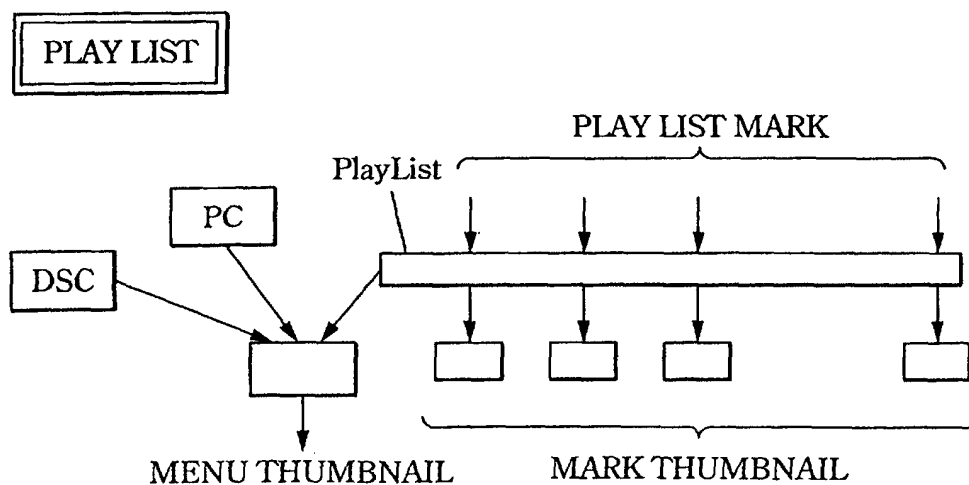 PLAY LIST
PLAY LIST MARK
PlayList
PC
DSC
MENU THUMBNAIL
MARK THUMBNAIL